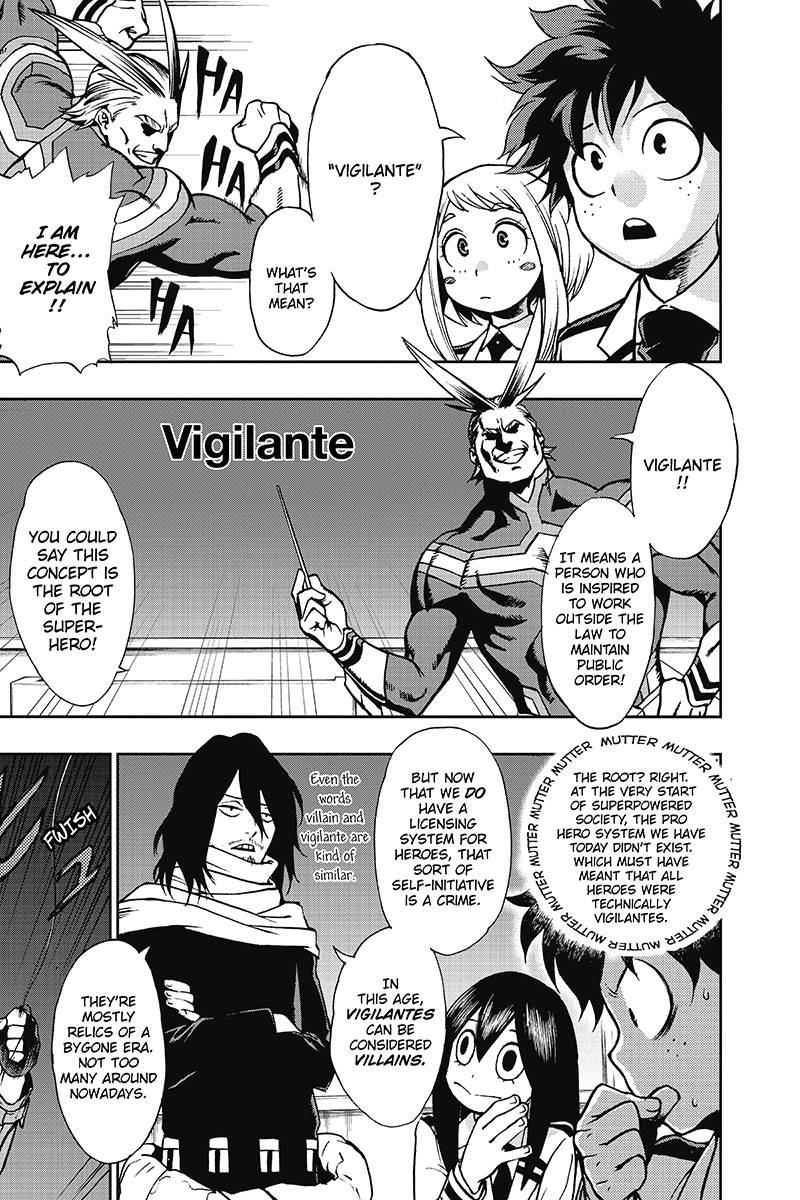 "VIGILANTE"
?
WHAT'S
THAT
MEAN?
HA
HA
HA
I AM
HERE...
TO
EXPLAIN
!!
VIGILANTE
!!
Vigilante
IT MEANS A
PERSON WHO
IS INSPIRED
TO WORK
OUTSIDE
THE LAW TO
MAINTAIN
PUBLIC
ORDER!
YOU COULD
SAY THIS
CONCEPT IS
THE ROOT
OF THE
SUPER-
HERO!
MUTTER MUTTER MUTTER MUTTER MUTTER MUTTER MUTTER MUTTER MUTTER MUTTER MUTTER
THE ROOT? RIGHT.
AT THE VERY START
OF SUPERPOWERED
SOCIETY, THE PRO
HERO SYSTEM WE HAVE
TODAY DIDN'T EXIST.
WHICH MUST HAVE
MEANT THAT ALL
HEROES WERE
TECHNICALLY
VIGILANTES.
BUT NOW
THAT WE DO
HAVE A
LICENSING
SYSTEM FOR
HEROES, THAT
SORT OF
SELF-INITIATIVE
IS A CRIME.
Even the
words
villain and
vigilante are
kind of
similar.
IN
THIS AGE,
VIGILANTES
CAN BE
CONSIDERED
VILLAINS.
THEY'RE
MOSTLY
RELICS OF A
BYGONE ERA.
NOT TOO
MANY AROUND
NOWADAYS.
FWISH